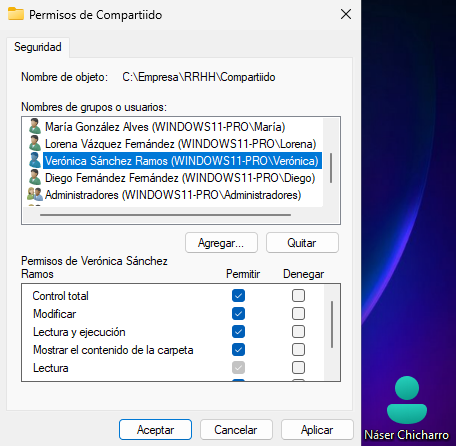 Permisos de Compartiido
Seguridad
Nombre de objeto: C:\Empresa\RRHH\Compartiido
Nombres de grupos o usuarios:
María González Alves (WINDOWS11-PRO\María)
Lorena Vázquez Fernández (WINDOWS11-PRO\Lorena)
Verónica Sánchez Ramos (WINDOWS11-PRO\Verónica)
Diego Fernández Fernández (WINDOWS11-PRO\Diego)
Administradores (WINDOWS11-PRO\Administradores)
Agregar... Quitar
Permisos de Verónica Sánchez
Ramos Permitir Denegar
Control total
Modificar
Lectura y ejecución
Mostrar el contenido de la carpeta
Lectura
Aceptar Cancelar Aplicar
Náser Chicharro